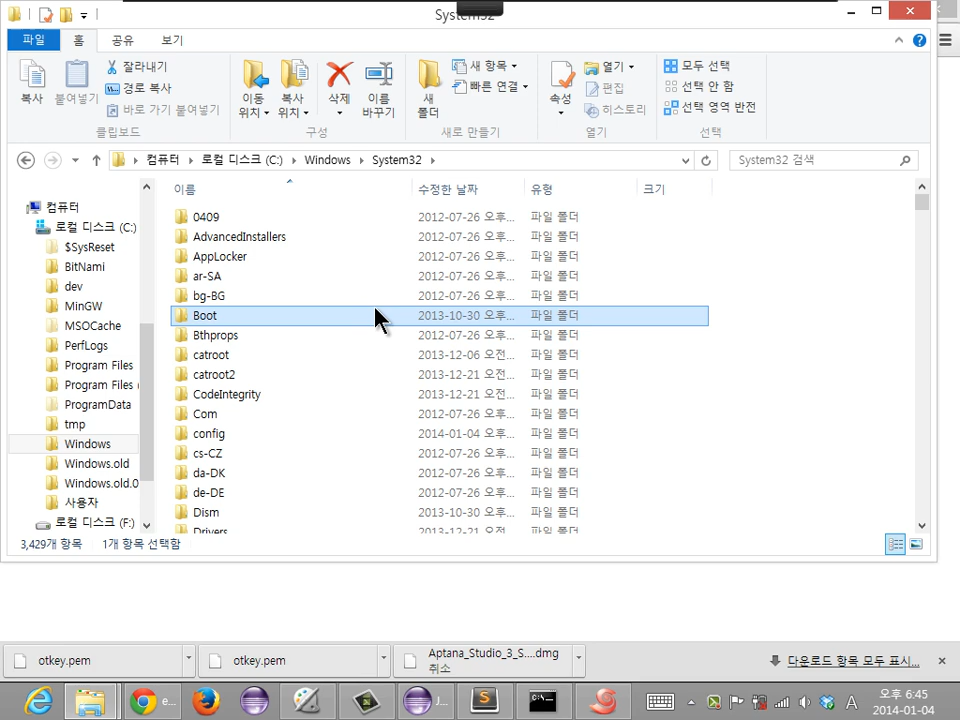 System32
파일
홈
공유
보기
복사
붙여넣기
잘라내기
경로 복사
바로 가기 붙여넣기
클립보드
이동
위치
복사
위치
삭제
이름
바꾸기
구성
새
폴더
새 항목
빠른 연결
새로 만들기
속성
열기
편집
히스토리
열기
모두 선택
선택 안 함
선택 영역 반전
선택
컴퓨터
로컬 디스크 (C:)
Windows
System32
System32 검색
컴퓨터
로컬 디스크 (C:)
$SysReset
BitNami
dev
MinGW
MSOCache
PerfLogs
Program Files
Program Files (
ProgramData
tmp
Windows
Windows.old
Windows.old.0
사용자
로컬 디스크 (F:)
이름 수정한 날짜 유형 크기
0409 2012-07-26 오후... 파일 폴더
AdvancedInstallers 2012-07-26 오후... 파일 폴더
AppLocker 2012-07-26 오후... 파일 폴더
ar-SA 2012-07-26 오후... 파일 폴더
bg-BG 2012-07-26 오후... 파일 폴더
Boot 2013-10-30 오후... 파일 폴더
Bthprops 2012-07-26 오후... 파일 폴더
catroot 2013-12-06 오전... 파일 폴더
catroot2 2013-12-21 오전... 파일 폴더
CodeIntegrity 2013-12-21 오전... 파일 폴더
Com 2012-07-26 오후... 파일 폴더
config 2014-01-04 오후... 파일 폴더
cs-CZ 2012-07-26 오후... 파일 폴더
da-DK 2012-07-26 오후... 파일 폴더
de-DE 2012-07-26 오후... 파일 폴더
Dism 2013-10-30 오후... 파일 폴더
Drivers 2013-12-21 오전... 파일 폴더
3,429개 항목 1개 항목 선택함
otkey.pem
otkey.pem
Aptana_Studio_3_S....dmg
취소
다운로드 항목 모두 표시...
e...
J...
S
A
오후 6:45
2014-01-04